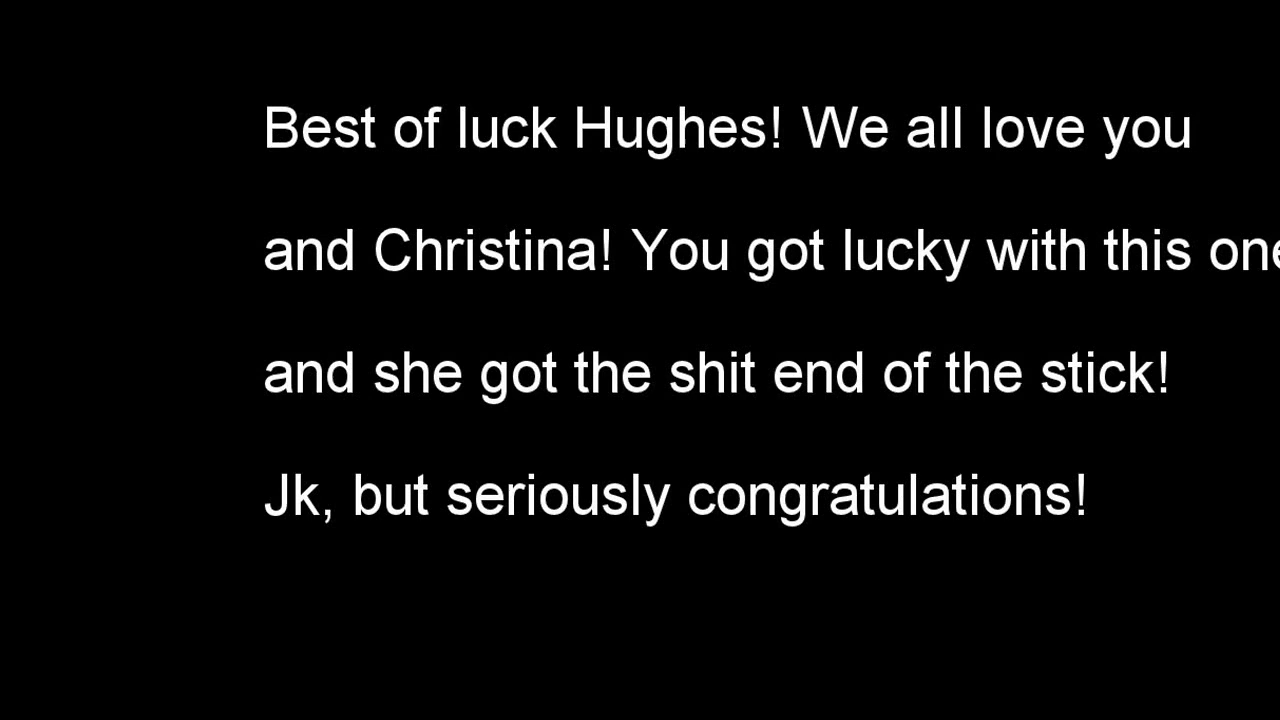 Best of luck Hughes! We all love you
and Christina! You got lucky with this one
and she got the shit end of the stick!
Jk, but seriously congratulations!